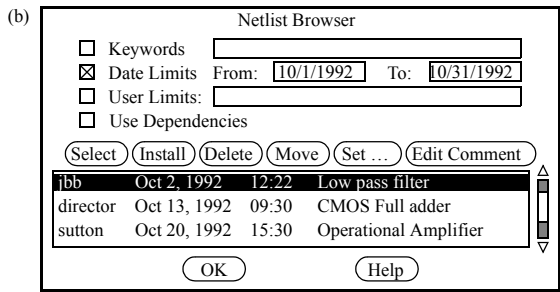 (b)
Netlist Browser
Keywords
Date Limits From: 10/1/1992 To: 10/31/1992
User Limits:
Use Dependencies
Select Install Delete Move Set … Edit Comment
jbb Oct 2, 1992 12:22 Low pass filter
director Oct 13, 1992 09:30 CMOS Full adder
sutton Oct 20, 1992 15:30 Operational Amplifier
OK Help